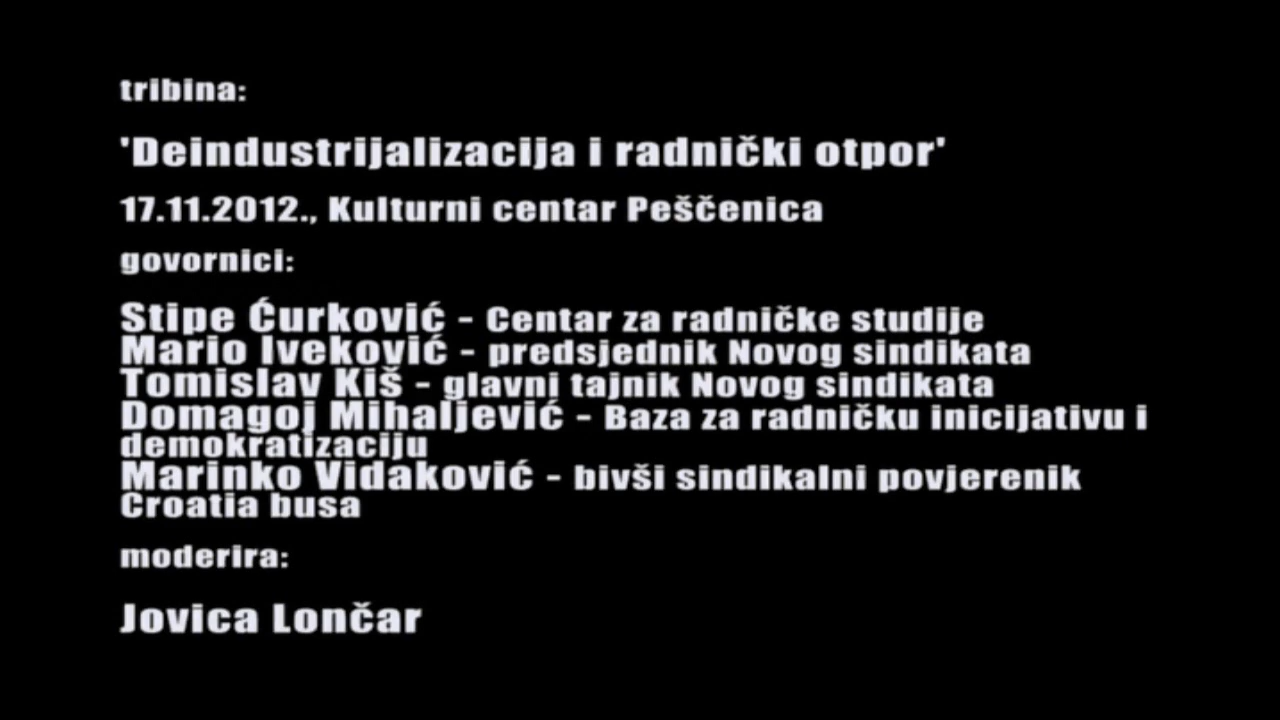 tribina:
'Deindustrijalizacija i radnički otpor'
17.11.2012., Kulturni centar Peščenica
govornici:
Stipe Ćurković - Centar za radničke studije
Mario Iveković - predsjednik Novog sindikata
Tomislav Kiš - glavni tajnik Novog sindikata
Domagoj Mihaljević - Baza za radničku inicijativu i
demokratizaciju
Marinko Vidaković - bivši sindikalni povjerenik
Croatia busa
moderira:
Jovica Lončar